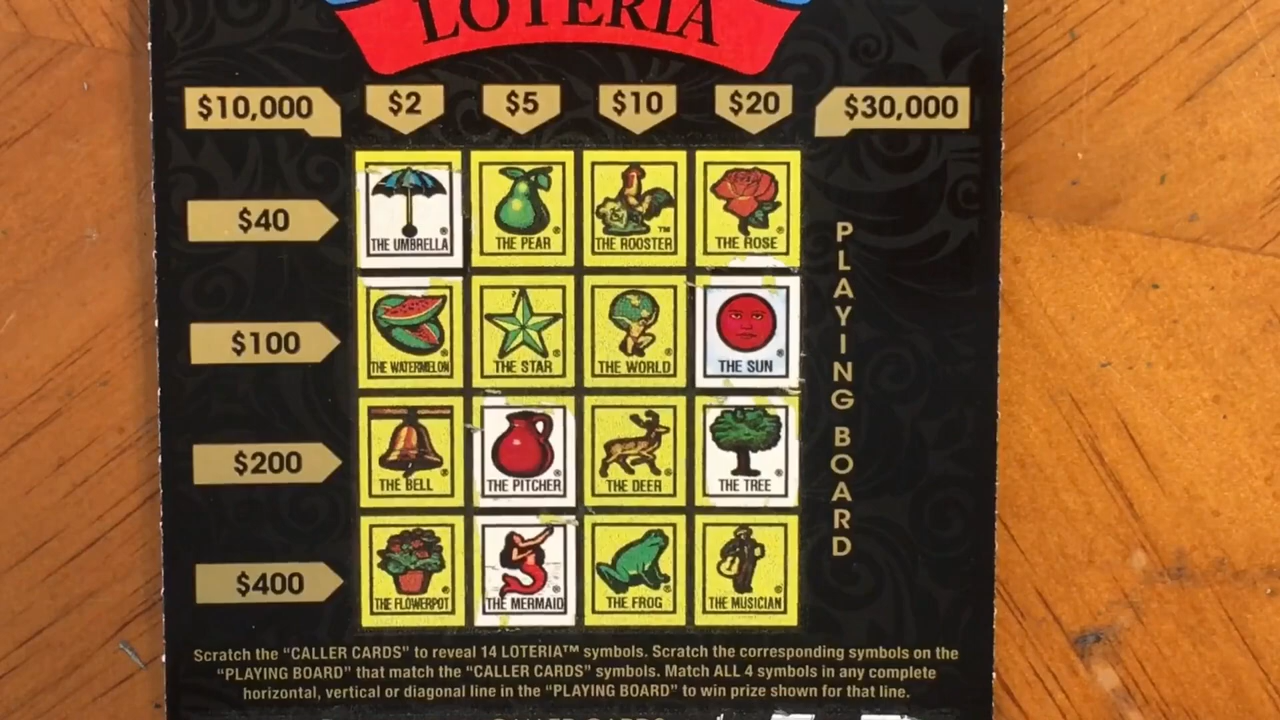 LOTERIA
$10,000 $2 $5 $10 $20 $30,000
$40
THE UMBRELLA® THE PEAR® THE ROOSTER™ THE ROSE®
$100
THE WATERMELON® THE STAR® THE WORLD® THE SUN®
$200
THE BELL® THE PITCHER® THE DEER® THE TREE®
$400
THE FLOWERPOT® THE MERMAID® THE FROG® THE MUSICIAN®
PLAYING BOARD
Scratch the “CALLER CARDS” to reveal 14 LOTERIA™ symbols. Scratch the corresponding symbols on the
“PLAYING BOARD” that match the “CALLER CARDS” symbols. Match ALL 4 symbols in any complete
horizontal, vertical or diagonal line in the “PLAYING BOARD” to win prize shown for that line.
CALLER CARDS